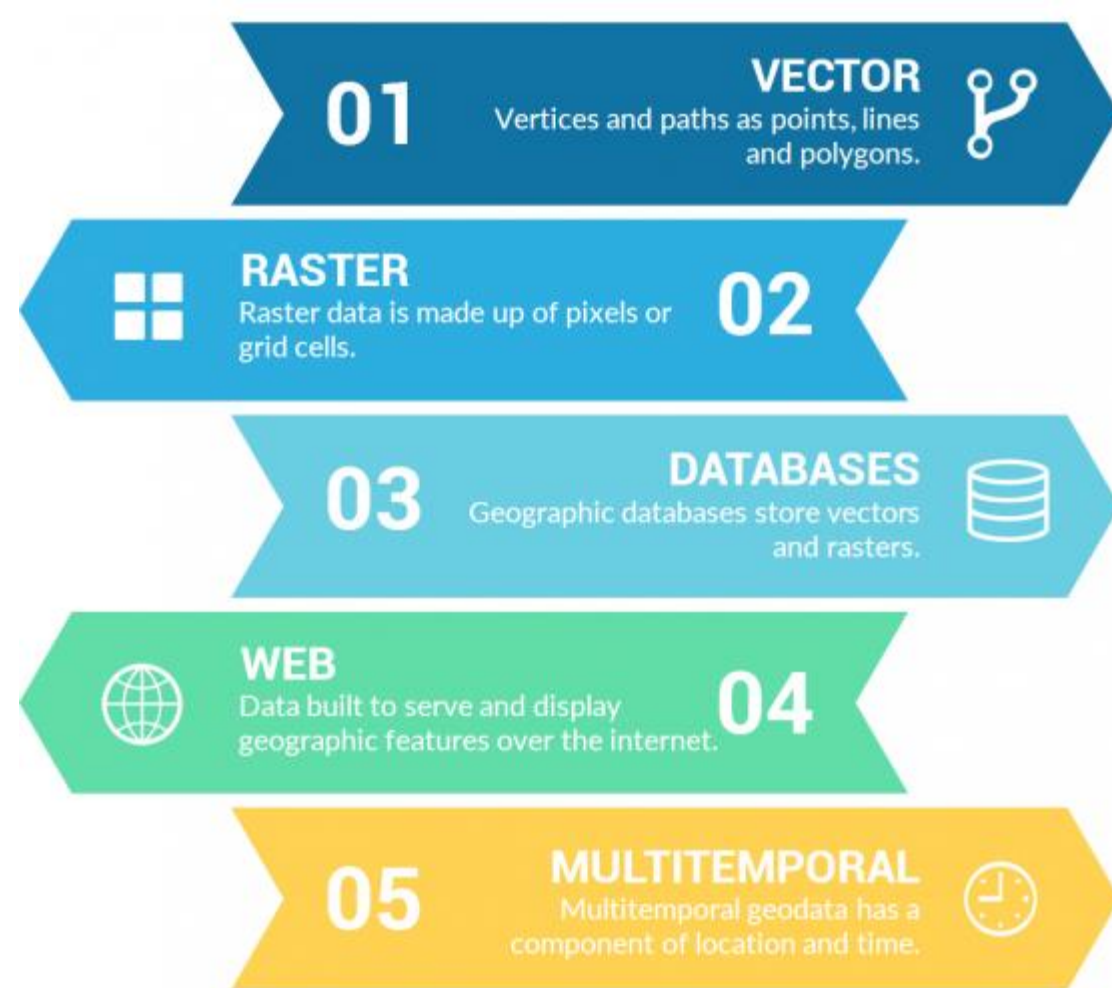 01
VECTOR
Vertices and paths as points, lines
and polygons.
RASTER
Raster data is made up of pixels or
grid cells.
02
03
DATABASES
Geographic databases store vectors
and rasters.
WEB
Data built to serve and display
geographic features over the internet.
04
05
MULTITEMPORAL
Multitemporal geodata has a
component of location and time.